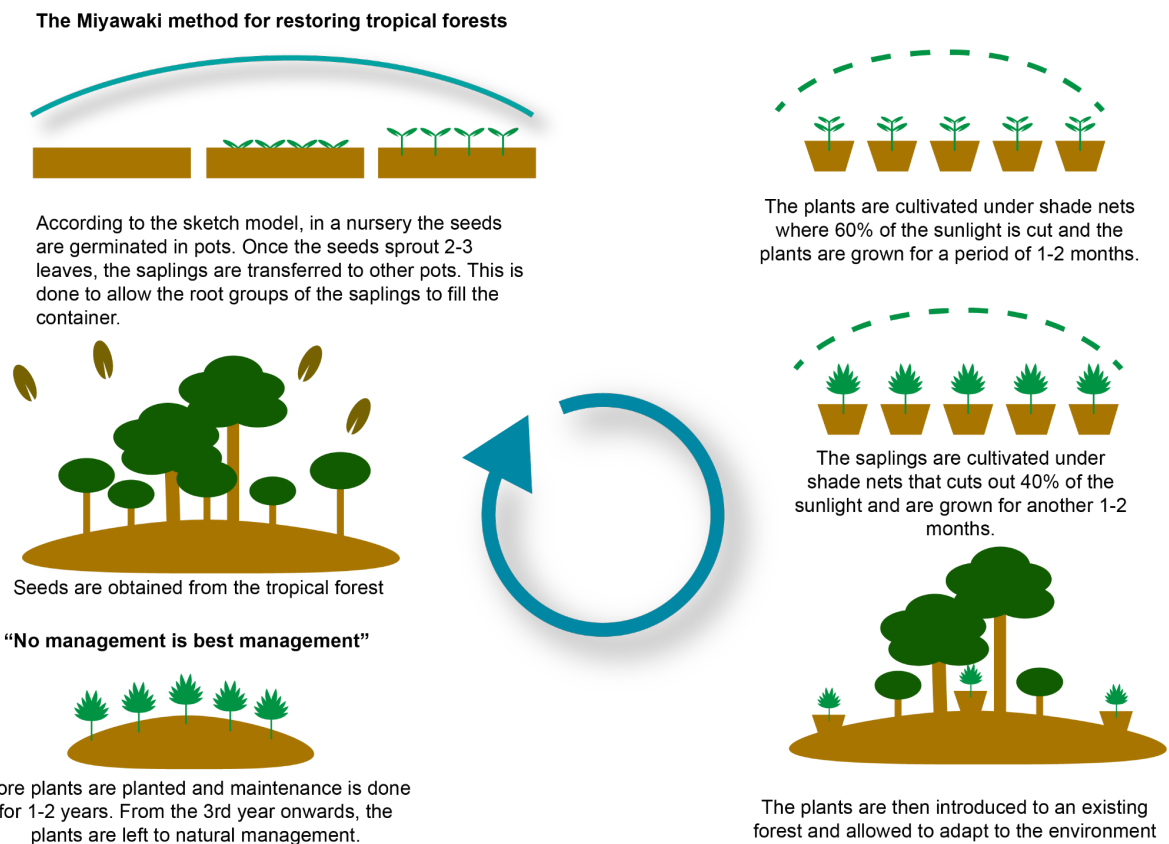 The Miyawaki method for restoring tropical forests
According to the sketch model, in a nursery the seeds
are germinated in pots. Once the seeds sprout 2-3
leaves, the saplings are transferred to other pots. This is
done to allow the root groups of the saplings to fill the
container.
The plants are cultivated under shade nets
where 60% of the sunlight is cut and the
plants are grown for a period of 1-2 months.
The saplings are cultivated under
shade nets that cuts out 40% of the
sunlight and are grown for another 1-2
months.
The plants are then introduced to an existing
forest and allowed to adapt to the environment
Seeds are obtained from the tropical forest
“No management is best management”
ore plants are planted and maintenance is done
for 1-2 years. From the 3rd year onwards, the
plants are left to natural management.